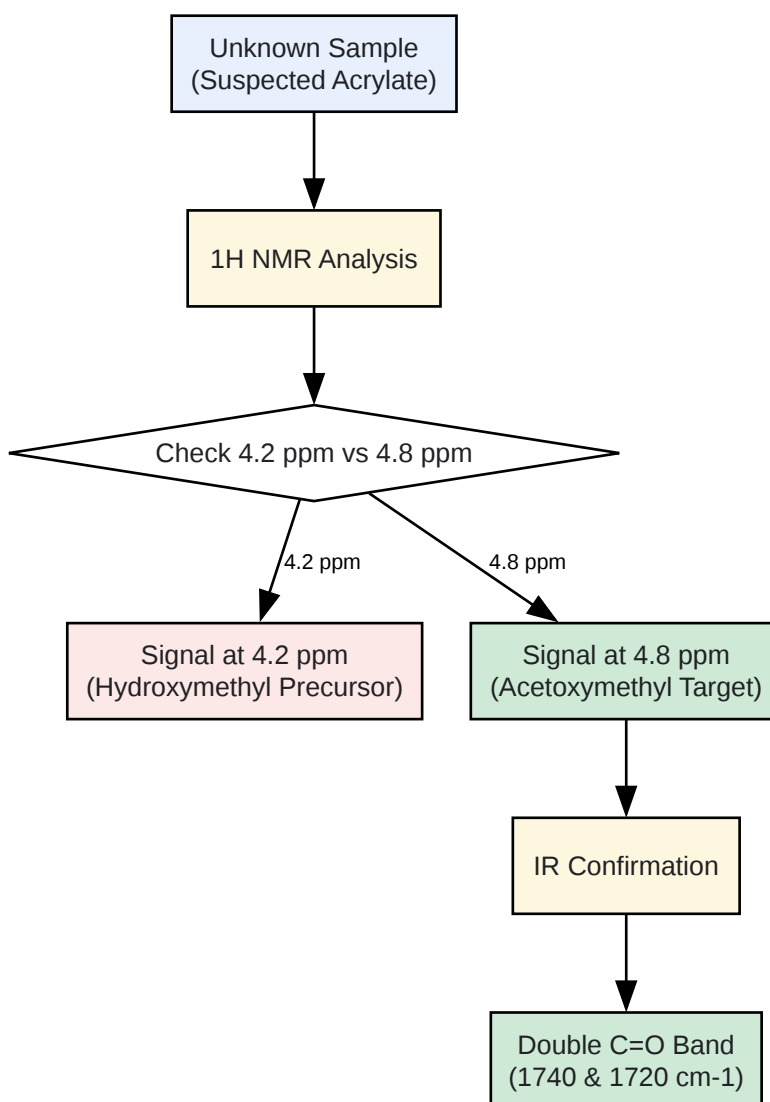 Unknown Sample
(Suspected Acrylate)
1H NMR Analysis
Check 4.2 ppm vs 4.8 ppm
4.2 ppm
4.8 ppm
Signal at 4.2 ppm
(Hydroxymethyl Precursor)
Signal at 4.8 ppm
(Acetoxymethyl Target)
IR Confirmation
Double C=O Band
(1740 & 1720 cm-1)